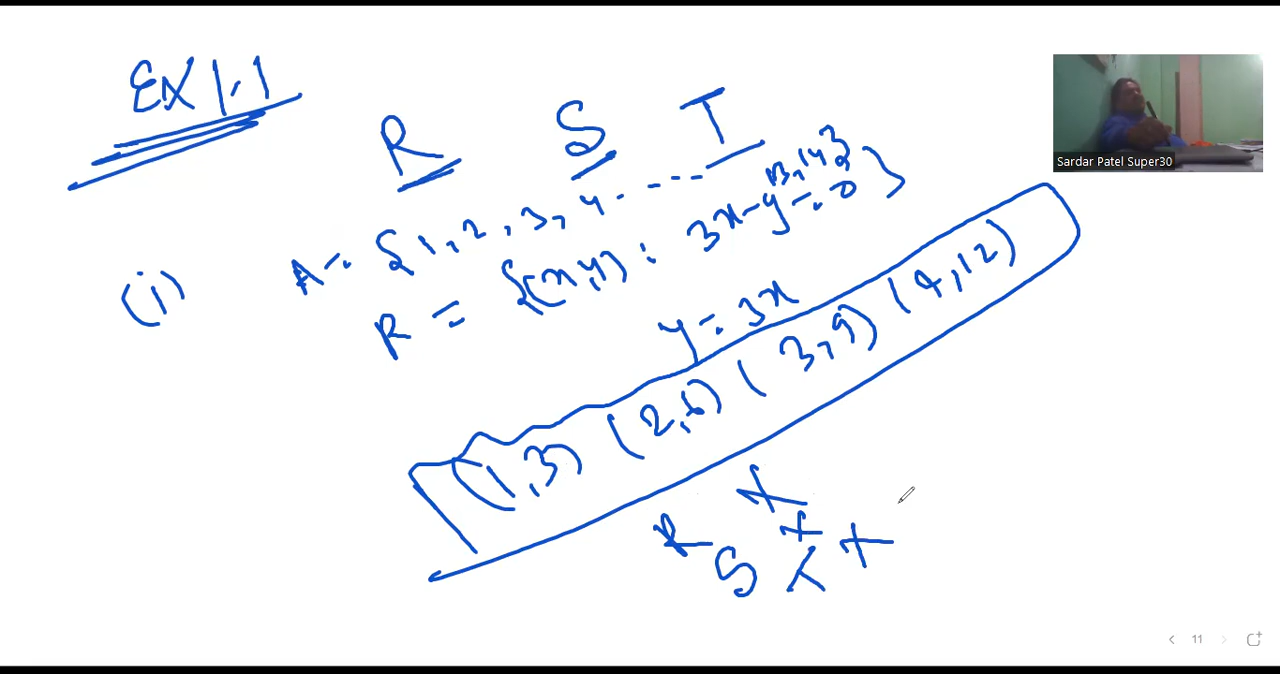 EX 1.1
R S T
(i) A = {1, 2, 3, 4 ..... 13, 14}
R = {(x,y) : 3x-y=0}
y = 3x
(1,3) (2,6) (3,9) (4,12)
R X S X T X
Sardar Patel Super30
11